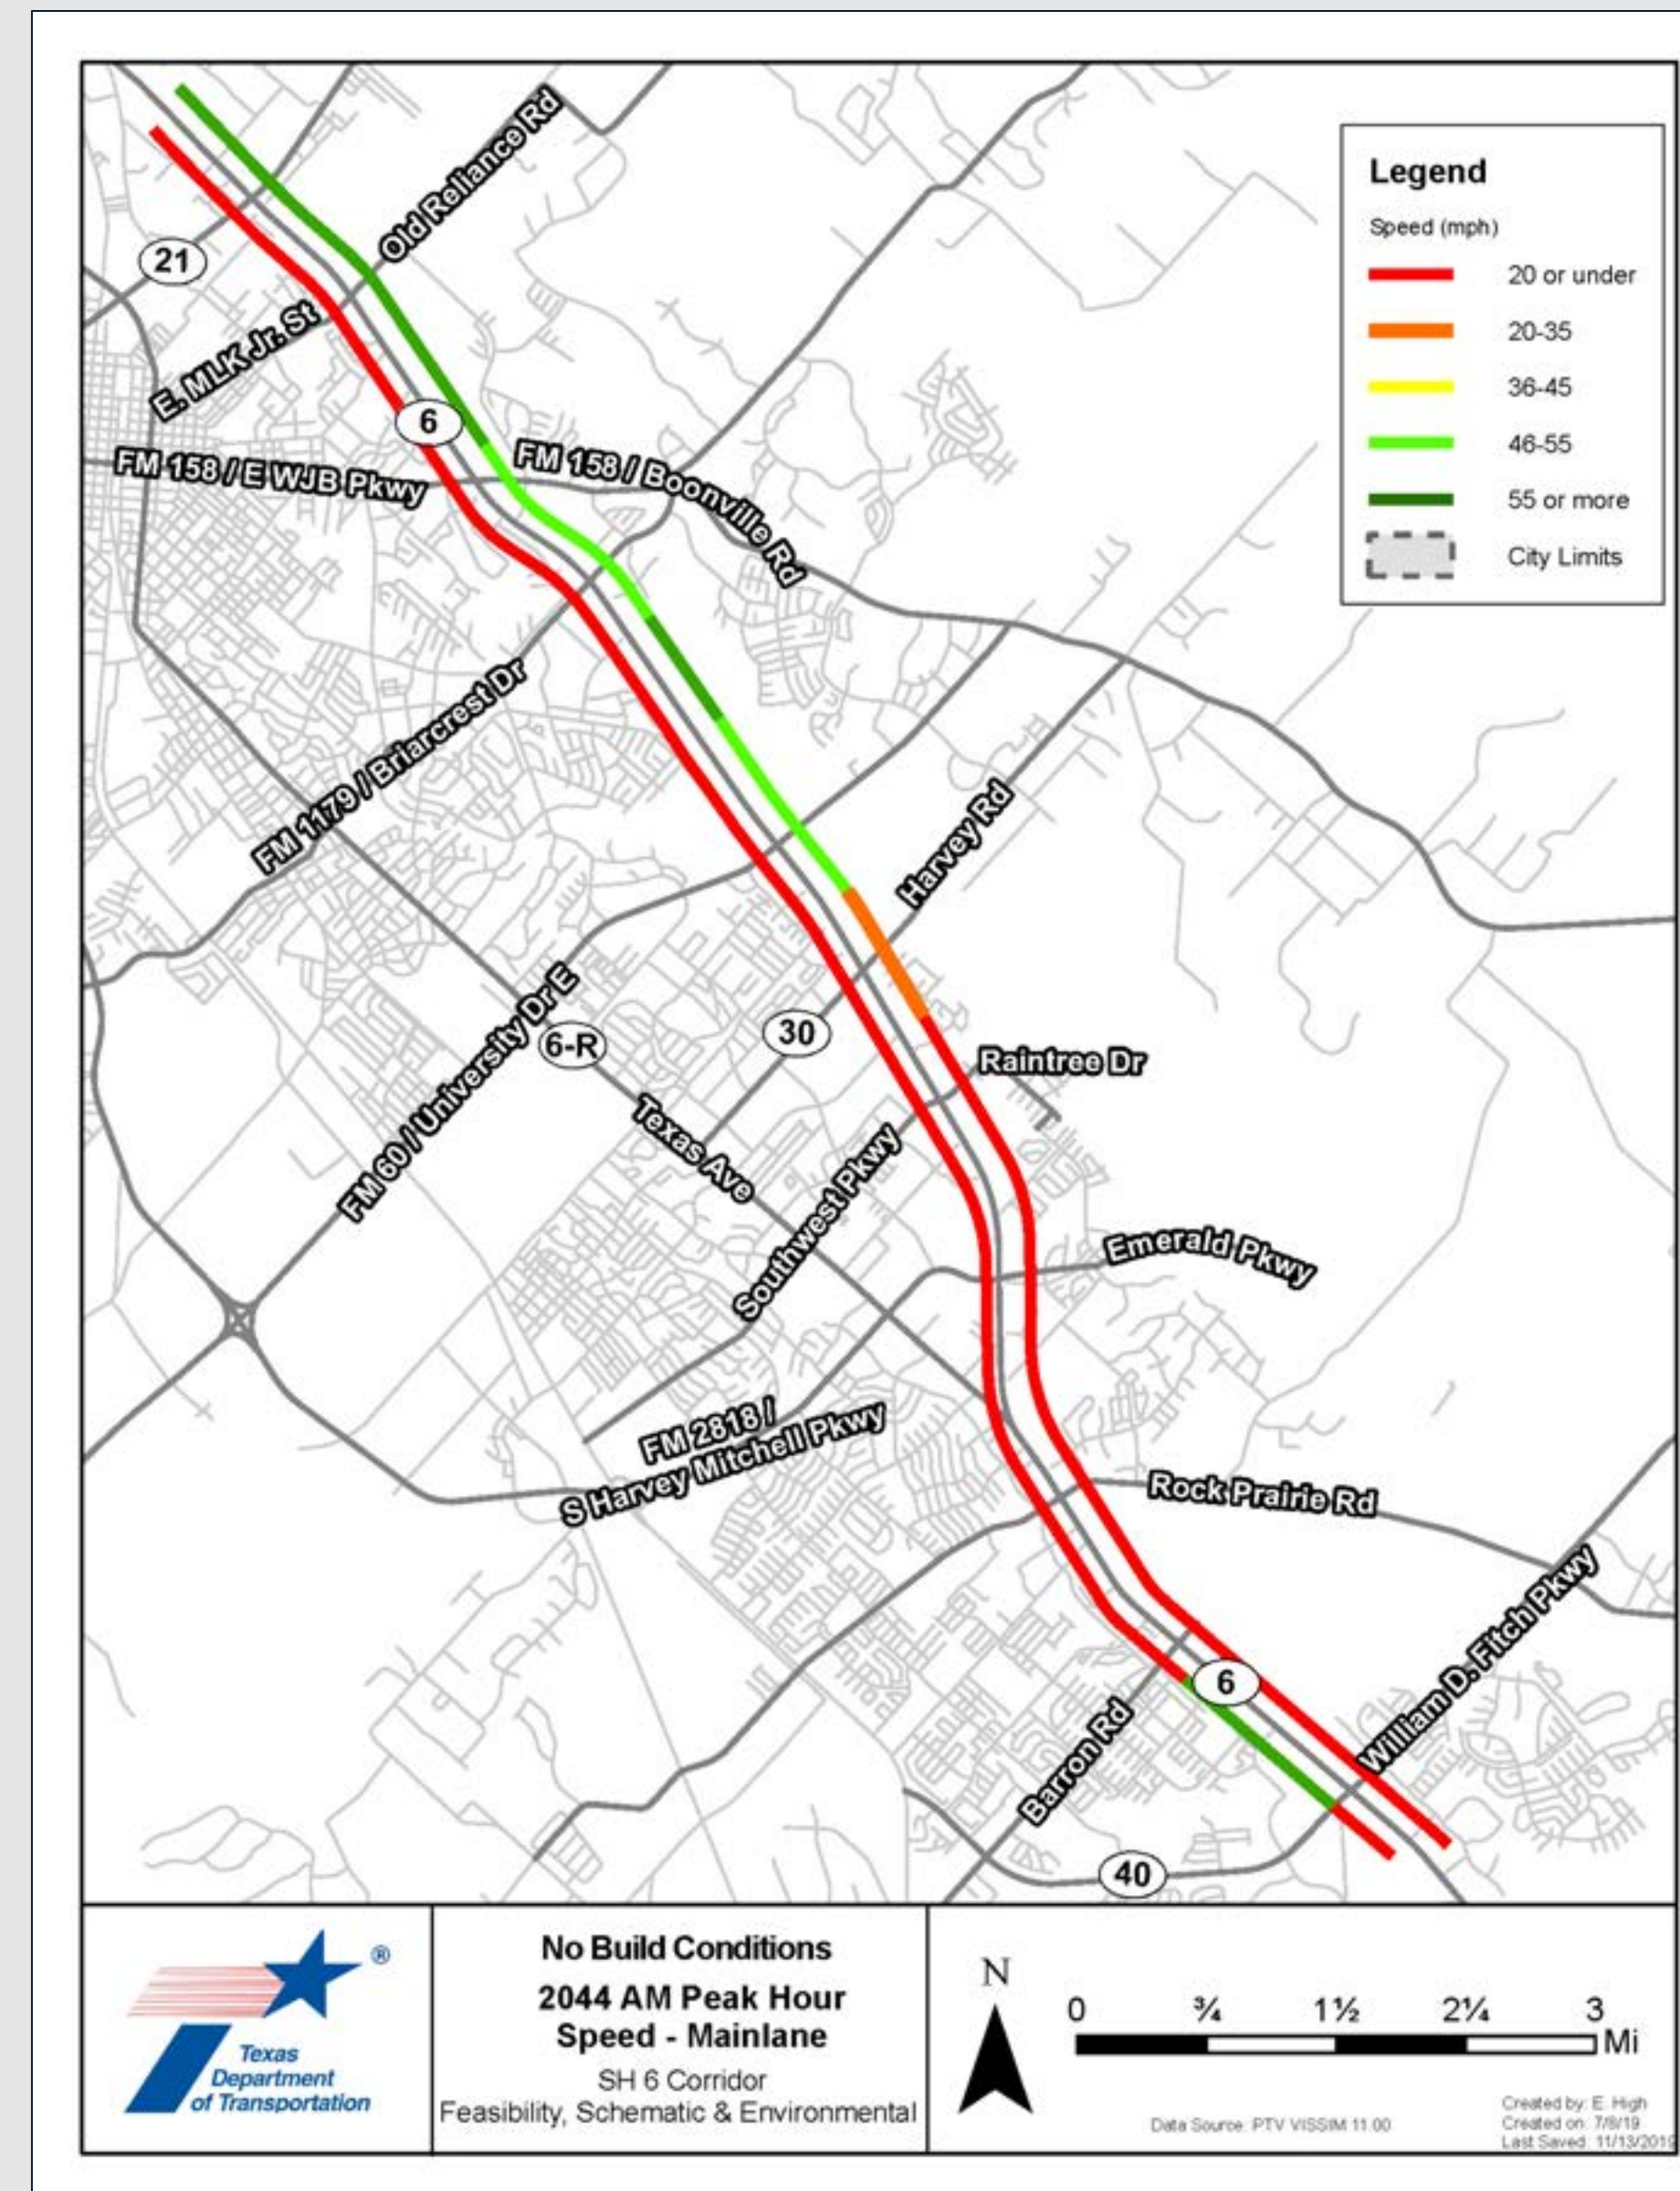 Old Reliance Rd
21
E. MLK Jr. St
6
FM 158 / E WJB Pkwy
FM 158 / Boonville Rd
FM 1179 / Briarcrest Dr
Harvey Rd
FM 60 / University Dr E
6-R
30
Raintree Dr
Texas Ave
Southwest Pkwy
Emerald Pkwy
FM 2818 /
S Harvey Mitchell Pkwy
Rock Prairie Rd
William D. Fitch Pkwy
6
Barron Rd
40
Legend
Speed (mph)
20 or under
20-35
36-45
46-55
55 or more
City Limits
®
Texas
Department
of Transportation
No Build Conditions
2044 AM Peak Hour
Speed - Mainlane
SH 6 Corridor
Feasibility, Schematic & Environmental
N
0 ¾ 1½ 2¼ 3
Mi
Data Source: PTV VISSIM 11.00
Created by: E. High
Created on: 7/8/19
Last Saved: 11/13/2019